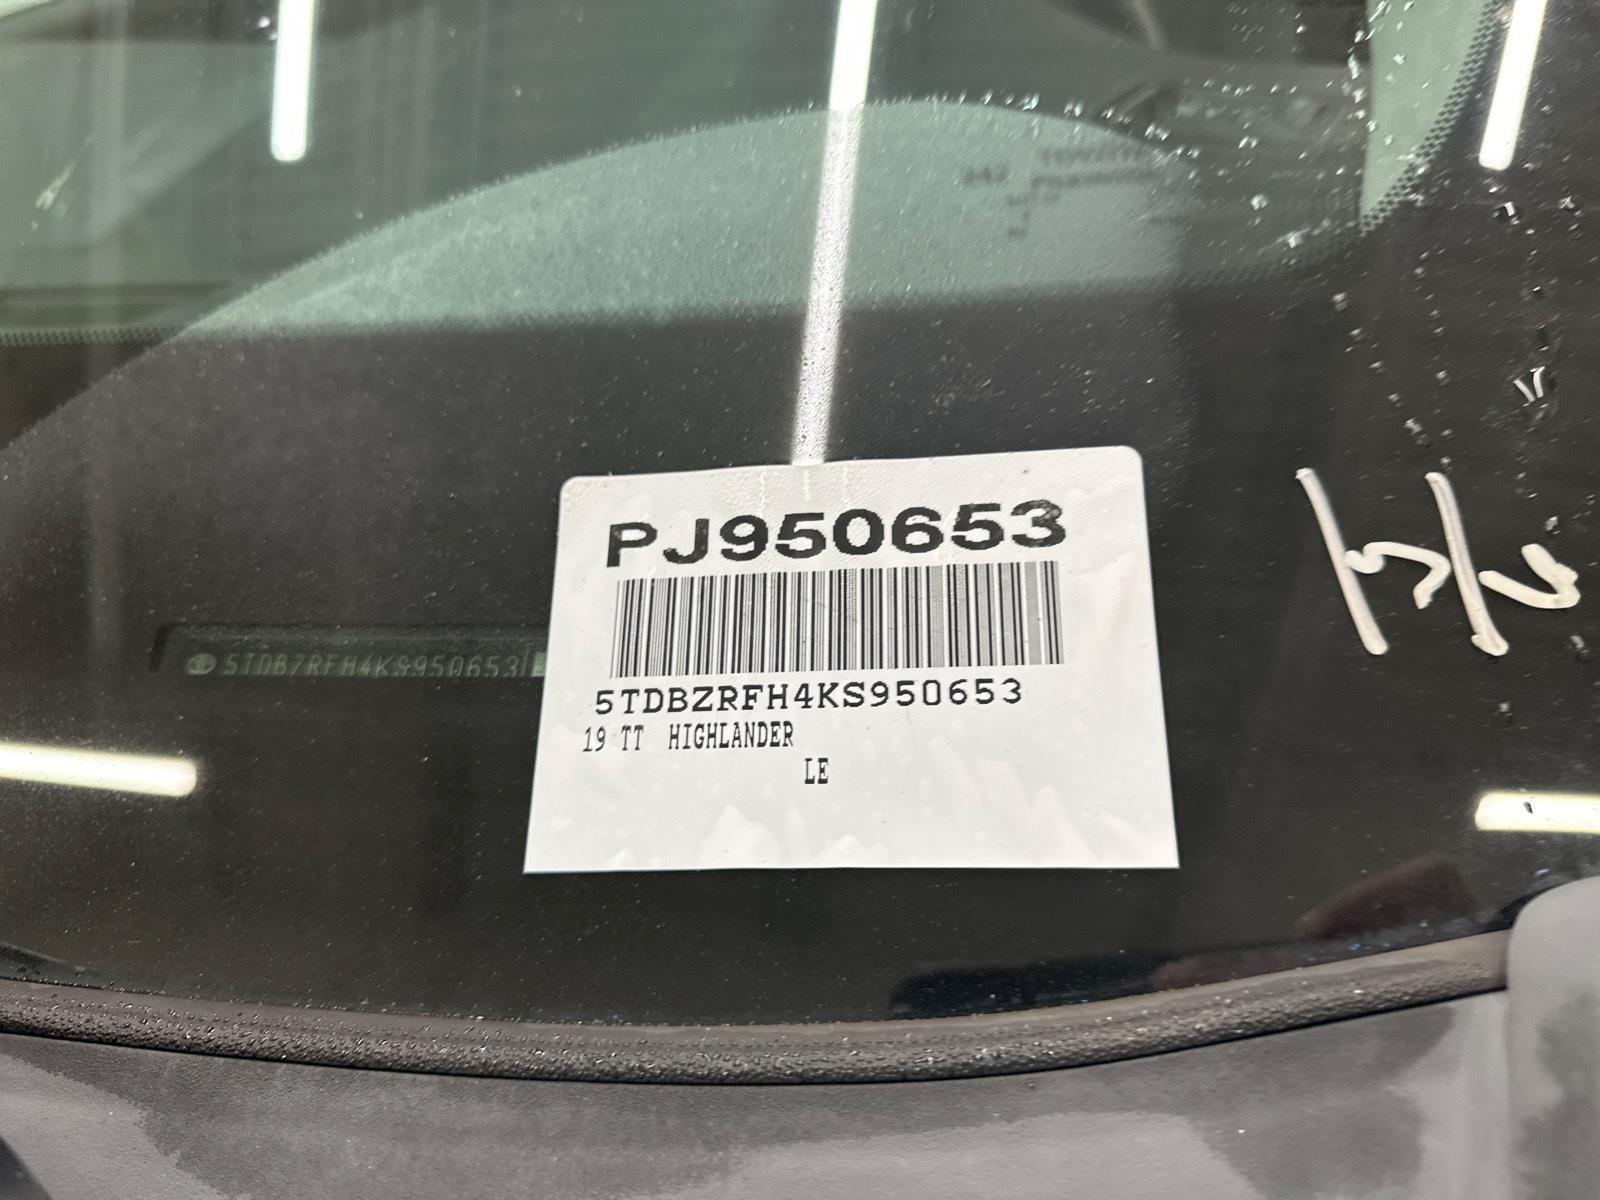 PJ950653
5TDBZRFH4KS950653
5TDBZRFH4KS950653
19 TT HIGHLANDER
LE